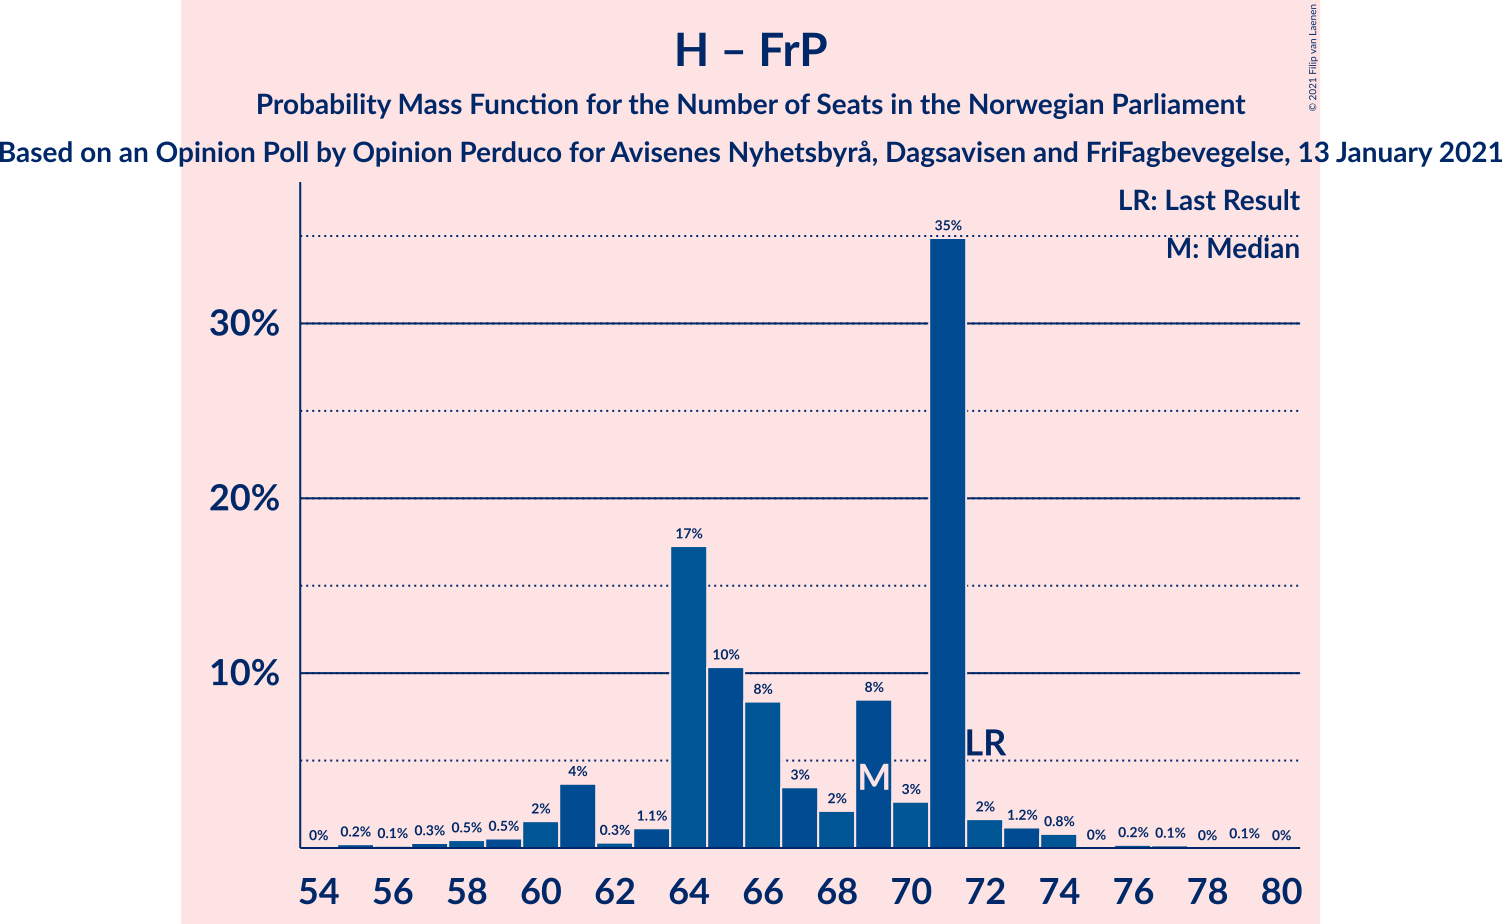 H – FrP
Probability Mass Function for the Number of Seats in the Norwegian Parliament
Based on an Opinion Poll by Opinion Perduco for Avisenes Nyhetsbyrå, Dagsavisen and FriFagbevegelse, 13 January 2021
© 2021 Filip van Laenen
LR: Last Result
M: Median
30%
20%
10%
0% 0.2% 0.1% 0.3% 0.5% 0.5% 2% 4% 0.3% 1.1% 17% 10% 8% 3% 2% 8% 3% 35% 2% 1.2% 0.8% 0% 0.2% 0.1% 0% 0.1% 0%
M
LR
54 56 58 60 62 64 66 68 70 72 74 76 78 80